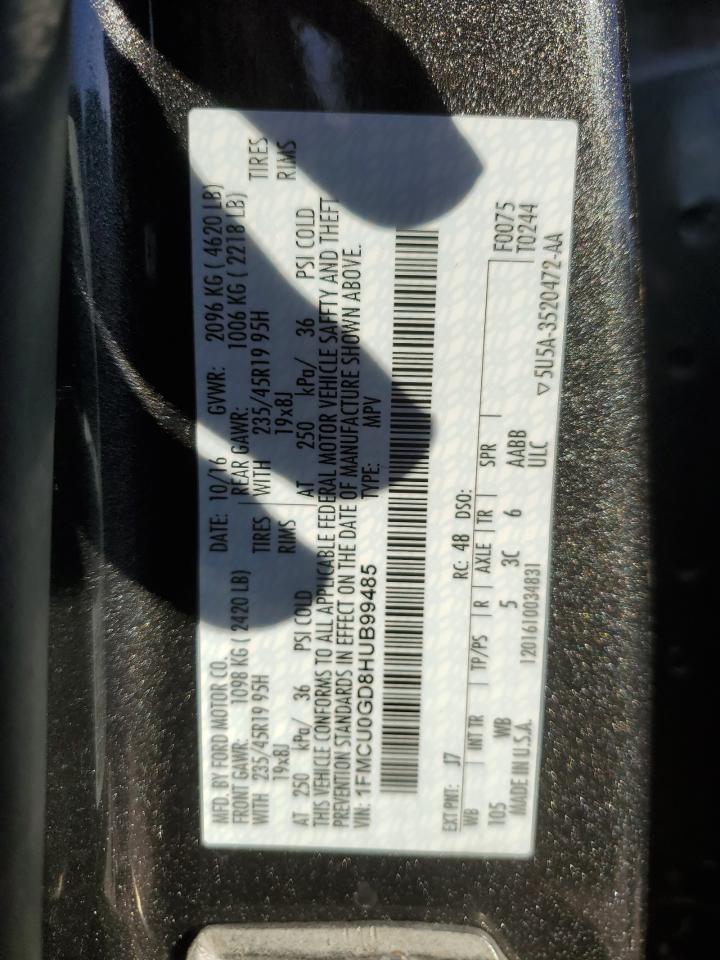 MFD. BY FORD MOTOR CO. DATE: 10/16 GVWR: 2096 KG ( 4620 LB)
FRONT GAWR: 1098 KG ( 2420 LB) REAR GAWR: 1006 KG ( 2218 LB)
WITH 235/45R19 95H TIRES WITH 235/45R19 95H TIRES
19x8J RIMS 19x8J RIMS
AT 250 kPa/ 36 PSI COLD AT 250 kPa/ 36 PSI COLD
THIS VEHICLE CONFORMS TO ALL APPLICABLE FEDERAL MOTOR VEHICLE SAFETY AND THEFT
PREVENTION STANDARDS IN EFFECT ON THE DATE OF MANUFACTURE SHOWN ABOVE.
VIN: 1FMCU0GD8HUB99485 TYPE: MPV
F0075
T0244
EXT PNT: J7 RC: 48 DSO:
WB INT TR TP/PS R AXLE TR SPR
105 WB 5 3C 6 AABB
ULC
MADE IN U.S.A. 1201610034831 ▽5U5A-3520472-AA